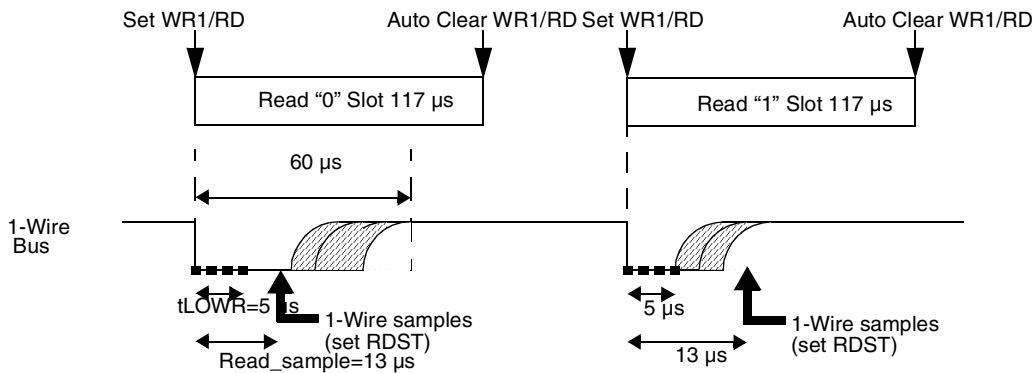 Set WR1/RD
Auto Clear WR1/RD
Set WR1/RD
Auto Clear WR1/RD
Read “0” Slot 117 µs
Read “1” Slot 117 µs
60 µs
1-Wire
Bus
tLOWR=5 µs
5 µs
1-Wire samples
(set RDST)
1-Wire samples
(set RDST)
Read_sample=13 µs
13 µs